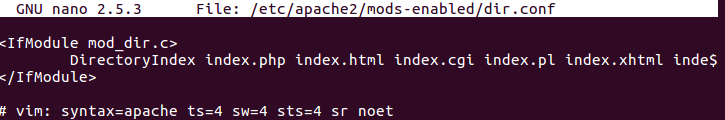 GNU nano 2.5.3 File: /etc/apache2/mods-enabled/dir.conf
<IfModule mod_dir.c>
DirectoryIndex index.php index.html index.cgi index.pl index.xhtml inde$
</IfModule>
# vim: syntax=apache ts=4 sw=4 sts=4 sr noet